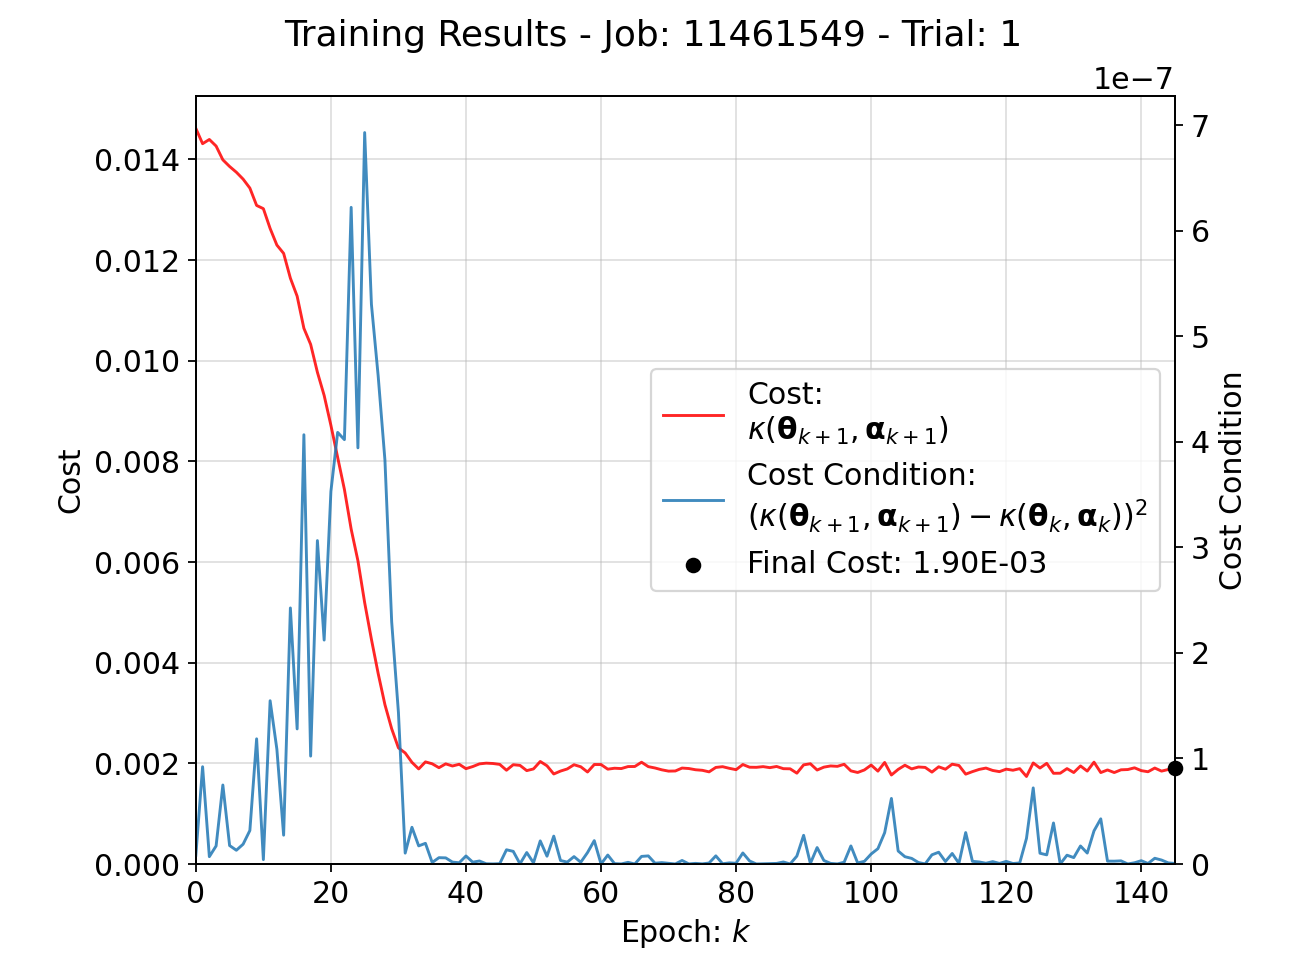 Training Results - Job: 11461549 - Trial: 1
1e−7
0.014
0.012
0.010
0.008
0.006
0.004
0.002
0.000
Cost
7
6
5
4
3
2
1
0
Cost Condition
Cost:
κ(𝛉ₖ₊₁, 𝛂ₖ₊₁)
Cost Condition:
(κ(𝛉ₖ₊₁, 𝛂ₖ₊₁) − κ(𝛉ₖ, 𝛂ₖ))²
Final Cost: 1.90E-03
0 20 40 60 80 100 120 140
Epoch: k